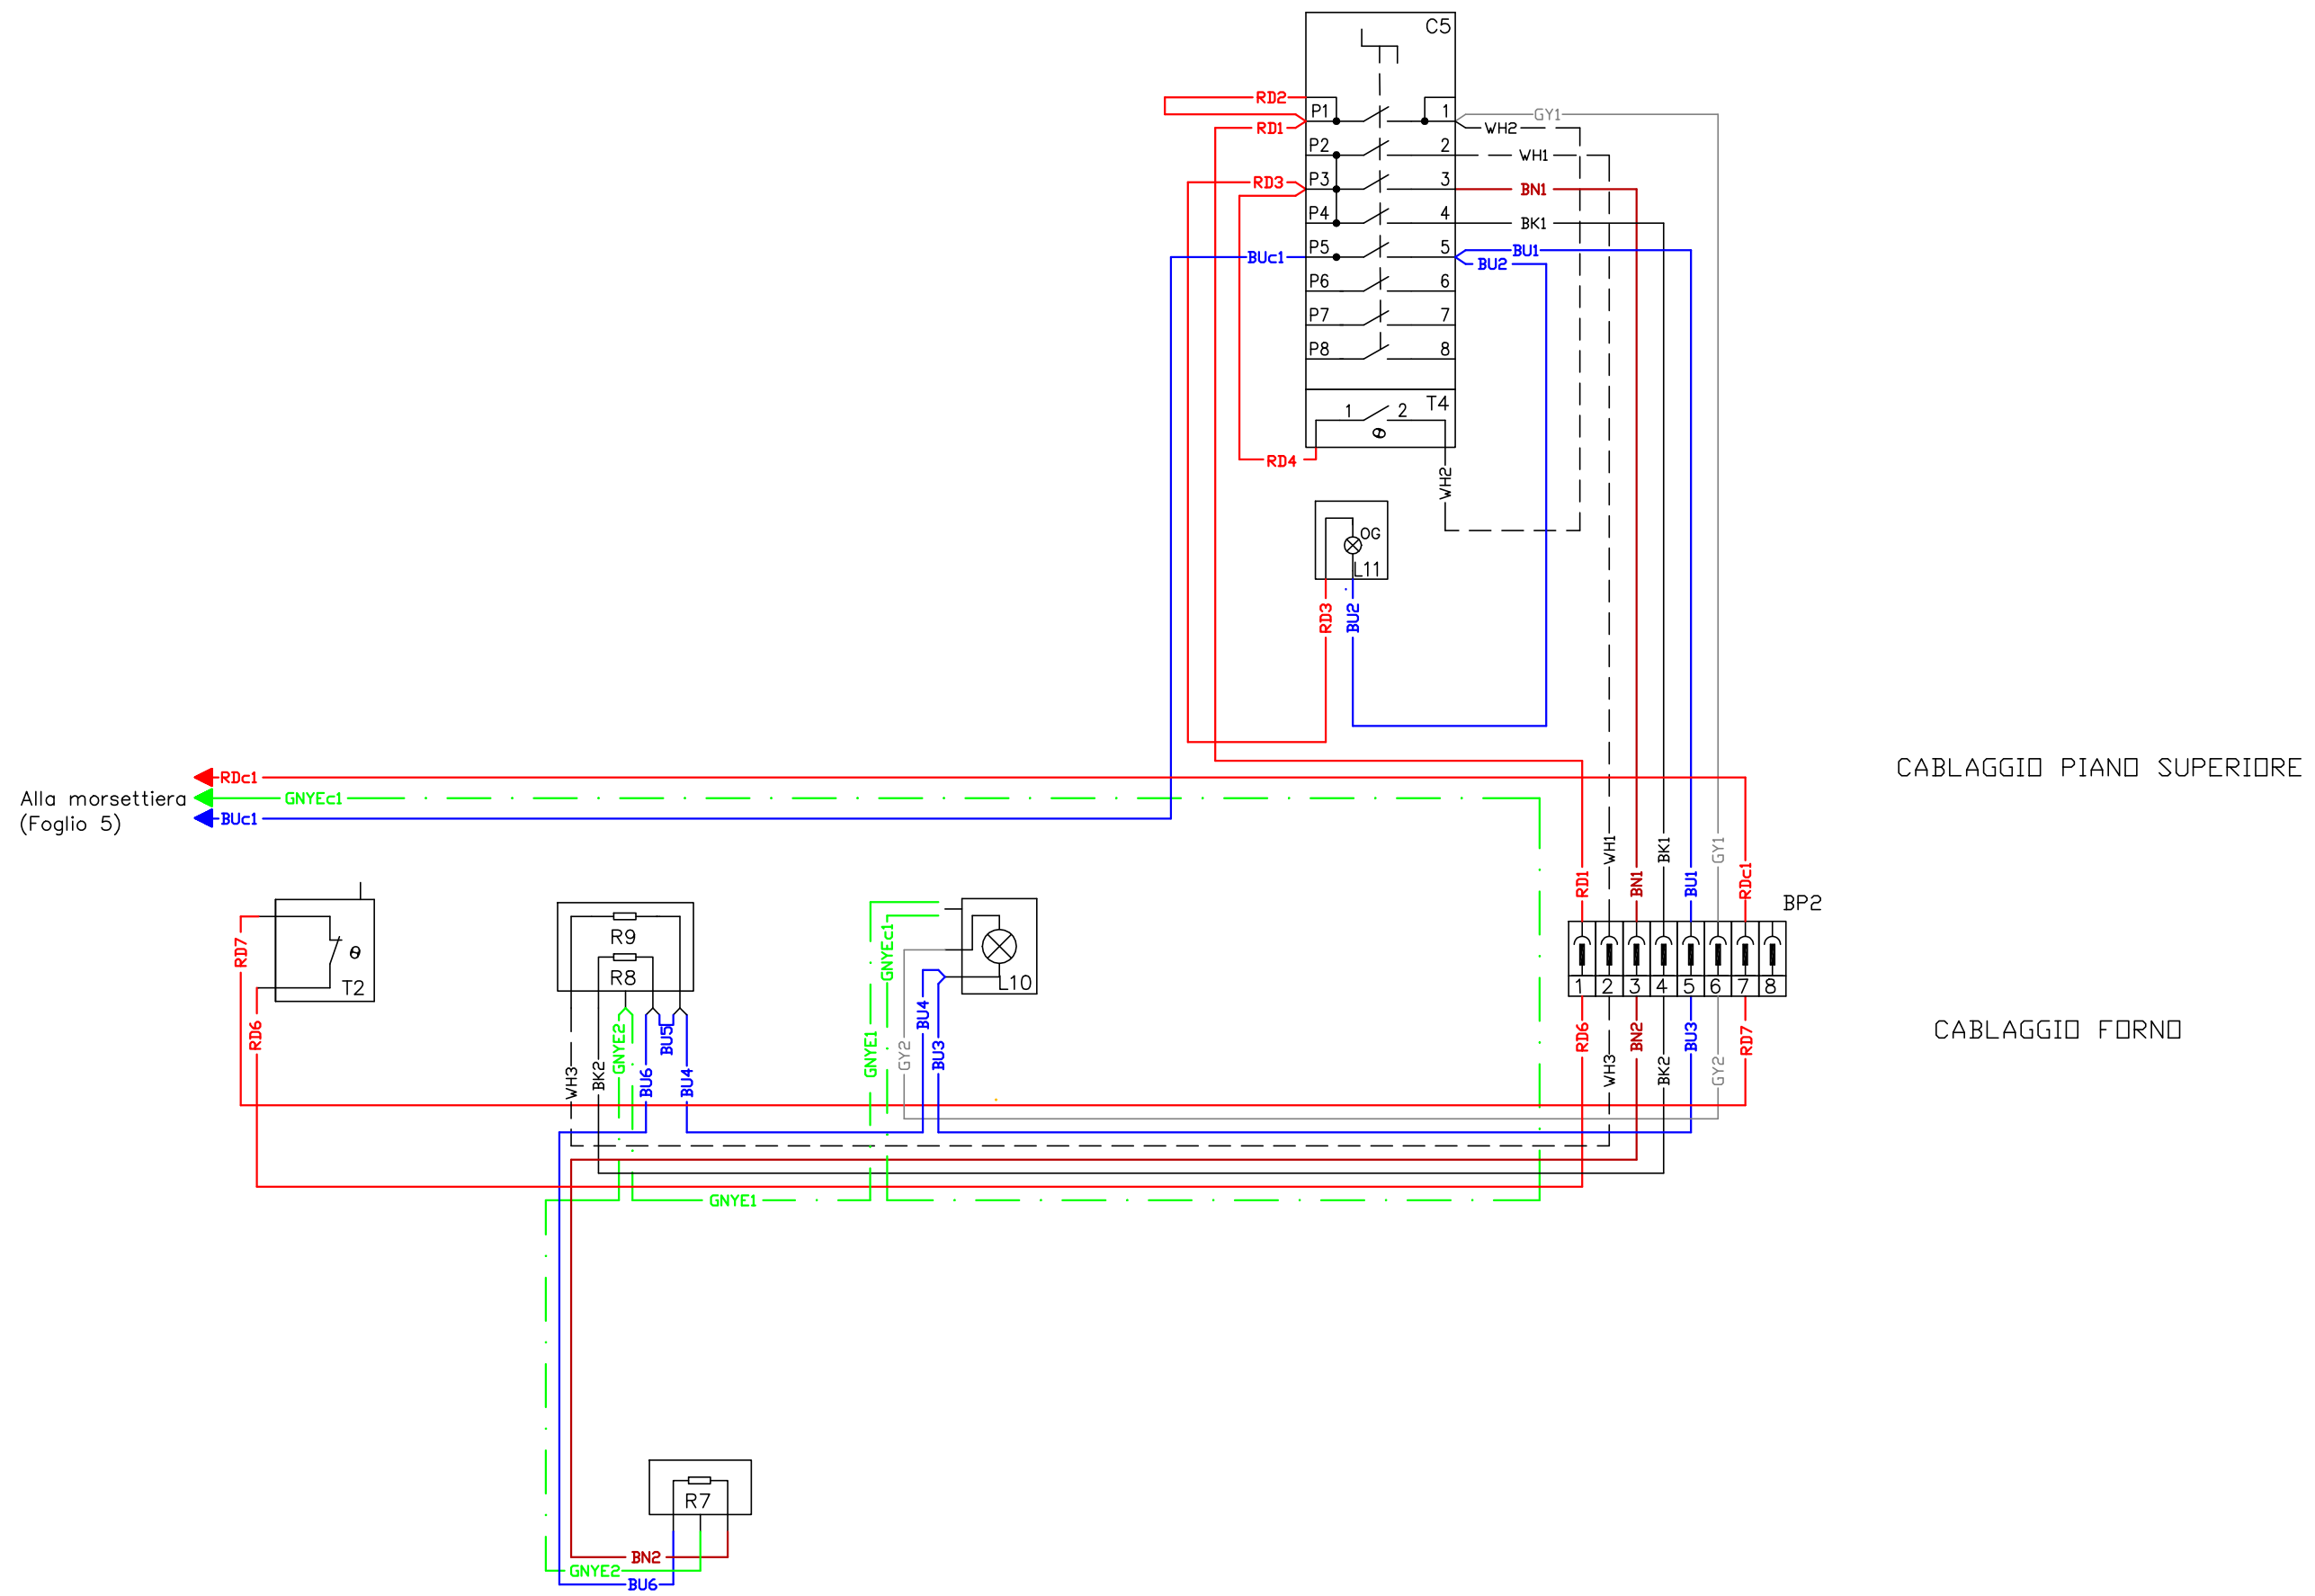 C5
RD2
P1
1
GY1
RD1
WH2
P2
2
WH1
RD3
P3
3
BN1
P4
4
BK1
BUc1
P5
5
BU1
BU2
P6
6
P7
7
P8
8
1
2
T4
θ
RD4
WH2
OG
L11
RD3
BU2
CABLAGGIO PIANO SUPERIORE
RDc1
Alla morsettiera
GNYEc1
(Foglio 5)
BUc1
RD1
WH1
BN1
BK1
BU1
GY1
RDc1
BP2
1
2
3
4
5
6
7
8
CABLAGGIO FORNO
RD6
WH3
BN2
BK2
BU3
GY2
RD7
RD7
θ
T2
RD6
R9
R8
WH3
BK2
GNYE2
BU6
BU5
BU4
GNYE1
GNYEc1
GY2
BU4
BU3
L10
GNYE1
R7
BN2
GNYE2
BU6